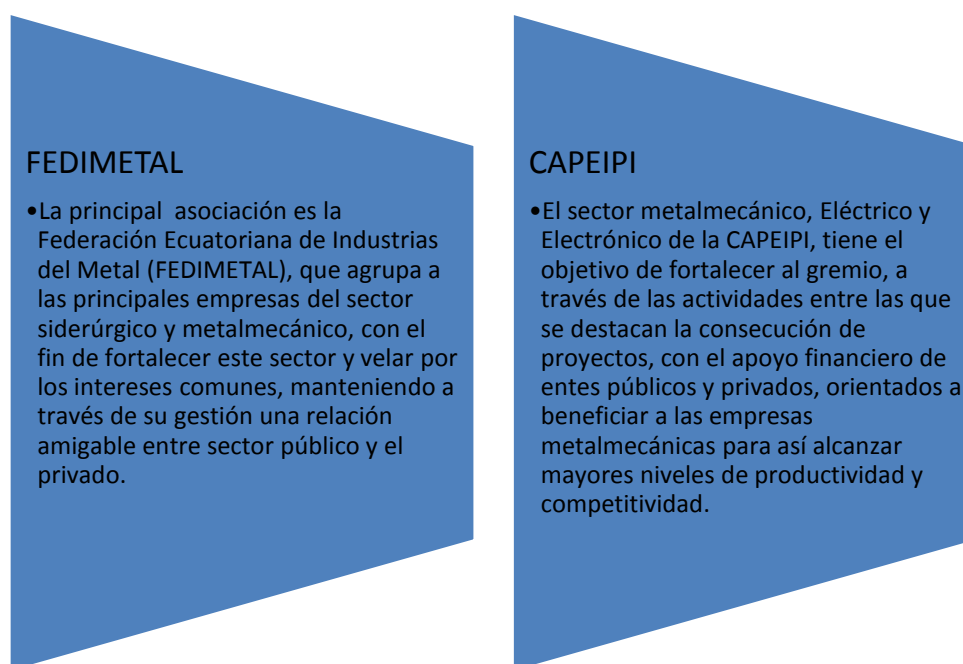 FEDIMETAL
•La principal asociación es la
Federación Ecuatoriana de Industrias
del Metal (FEDIMETAL), que agrupa a
las principales empresas del sector
siderúrgico y metalmecánico, con el
fin de fortalecer este sector y velar por
los intereses comunes, manteniendo a
través de su gestión una relación
amigable entre sector público y el
privado.
CAPEIPI
•El sector metalmecánico, Eléctrico y
Electrónico de la CAPEIPI, tiene el
objetivo de fortalecer al gremio, a
través de las actividades entre las que
se destacan la consecución de
proyectos, con el apoyo financiero de
entes públicos y privados, orientados a
beneficiar a las empresas
metalmecánicas para así alcanzar
mayores niveles de productividad y
competitividad.